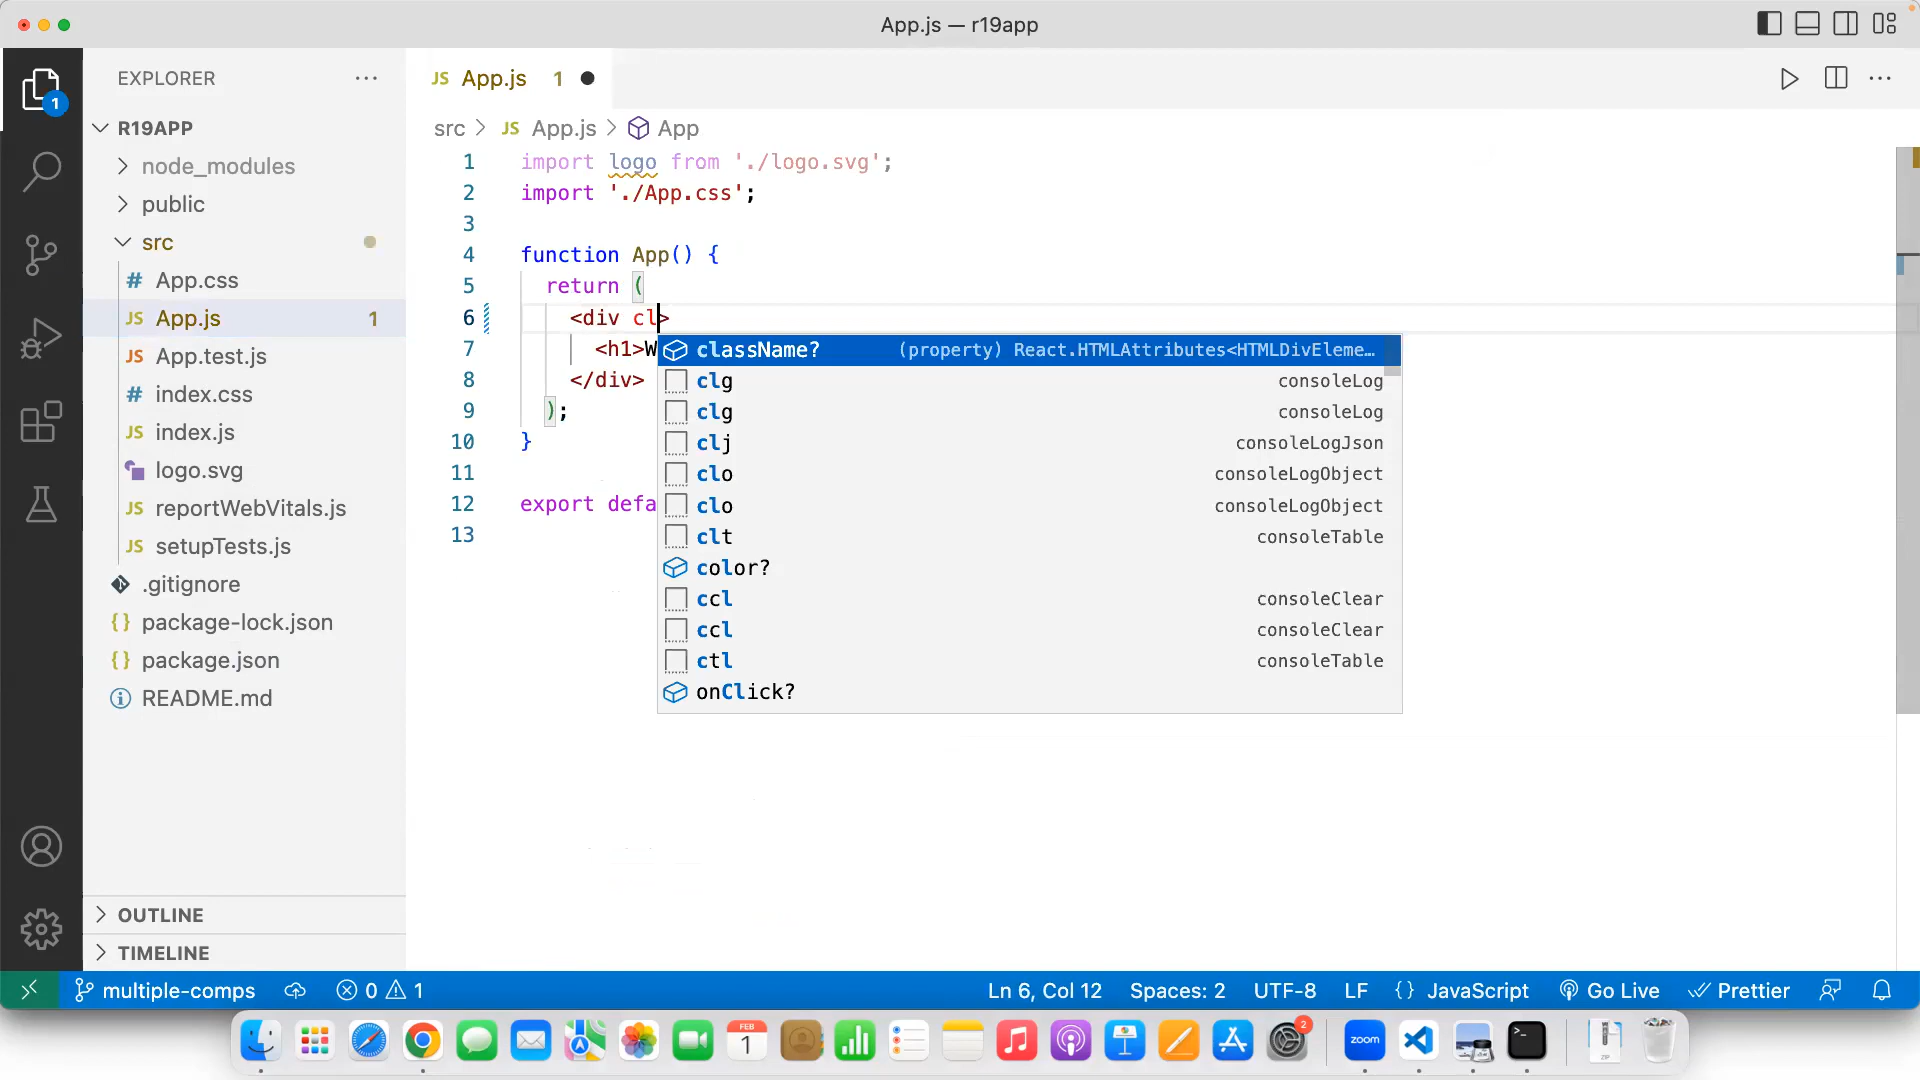 App.js — r19app
EXPLORER
JS App.js 1
1
R19APP
node_modules
public
src
# App.css
JS App.js 1
JS App.test.js
# index.css
JS index.js
logo.svg
JS reportWebVitals.js
JS setupTests.js
.gitignore
{} package-lock.json
{} package.json
README.md
OUTLINE
TIMELINE
src > JS App.js > App
1 import logo from './logo.svg';
2 import './App.css';
3
4 function App() {
5 return (
6 <div cl>
7 <h1>W
8 </div>
9 );
10 }
11
12 export defa
13
className? (property) React.HTMLAttributes<HTMLDivEleme…
clg consoleLog
clg consoleLog
clj consoleLogJson
clo consoleLogObject
clo consoleLogObject
clt consoleTable
color?
ccl consoleClear
ccl consoleClear
ctl consoleTable
onClick?
multiple-comps 0 1 Ln 6, Col 12 Spaces: 2 UTF-8 LF {} JavaScript Go Live Prettier
FEB
1
2
zoom
>_
ZIP